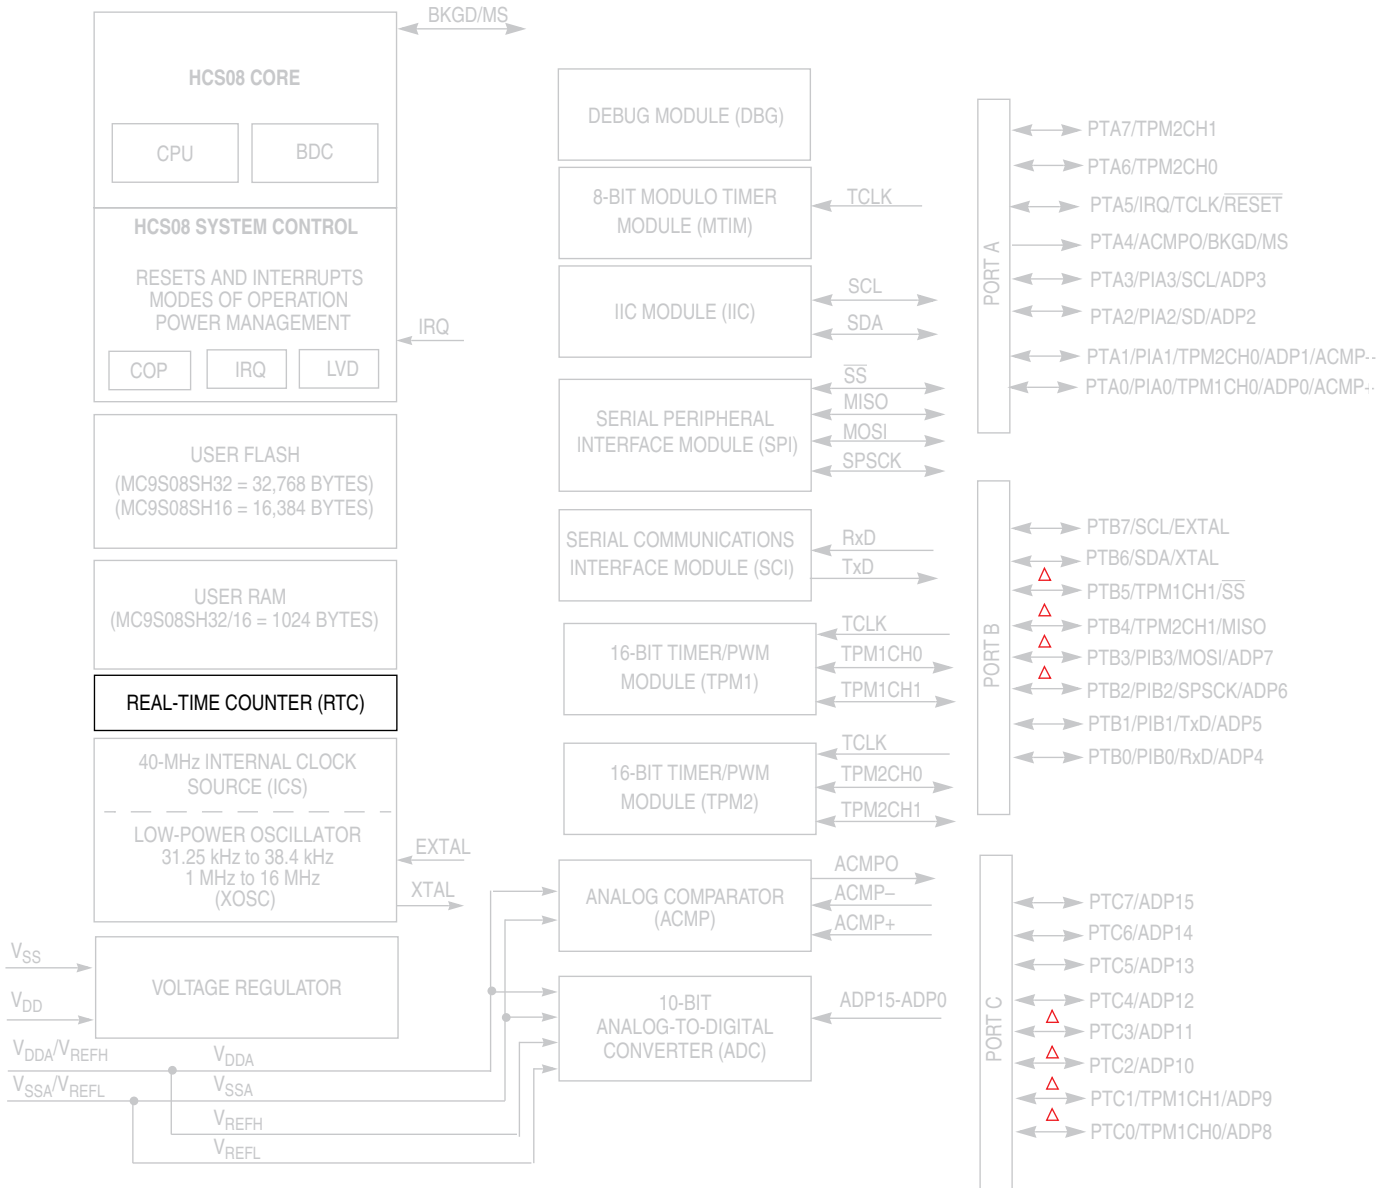 BKGD/MS
HCS08 CORE
CPU
BDC
HCS08 SYSTEM CONTROL
RESETS AND INTERRUPTS
MODES OF OPERATION
POWER MANAGEMENT
IRQ
COP
IRQ
LVD
USER FLASH
(MC9S08SH32 = 32,768 BYTES)
(MC9S08SH16 = 16,384 BYTES)
USER RAM
(MC9S08SH32/16 = 1024 BYTES)
REAL-TIME COUNTER (RTC)
40-MHz INTERNAL CLOCK
SOURCE (ICS)
LOW-POWER OSCILLATOR
31.25 kHz to 38.4 kHz
1 MHz to 16 MHz
(XOSC)
EXTAL
XTAL
VSS
VDD
VOLTAGE REGULATOR
VDDA/VREFH
VSSA/VREFL
VDDA
VSSA
VREFH
VREFL
DEBUG MODULE (DBG)
8-BIT MODULO TIMER
MODULE (MTIM)
TCLK
IIC MODULE (IIC)
SCL
SDA
SERIAL PERIPHERAL
INTERFACE MODULE (SPI)
SS
MISO
MOSI
SPSCK
SERIAL COMMUNICATIONS
INTERFACE MODULE (SCI)
RxD
TxD
16-BIT TIMER/PWM
MODULE (TPM1)
TCLK
TPM1CH0
TPM1CH1
16-BIT TIMER/PWM
MODULE (TPM2)
TCLK
TPM2CH0
TPM2CH1
ANALOG COMPARATOR
(ACMP)
ACMPO
ACMP–
ACMP+
10-BIT
ANALOG-TO-DIGITAL
CONVERTER (ADC)
ADP15-ADP0
PORT A
PTA7/TPM2CH1
PTA6/TPM2CH0
PTA5/IRQ/TCLK/RESET
PTA4/ACMPO/BKGD/MS
PTA3/PIA3/SCL/ADP3
PTA2/PIA2/SD/ADP2
PTA1/PIA1/TPM2CH0/ADP1/ACMP--
PTA0/PIA0/TPM1CH0/ADP0/ACMP--
PORT B
PTB7/SCL/EXTAL
PTB6/SDA/XTAL
PTB5/TPM1CH1/SS
PTB4/TPM2CH1/MISO
PTB3/PIB3/MOSI/ADP7
PTB2/PIB2/SPSCK/ADP6
PTB1/PIB1/TxD/ADP5
PTB0/PIB0/RxD/ADP4
PORT C
PTC7/ADP15
PTC6/ADP14
PTC5/ADP13
PTC4/ADP12
PTC3/ADP11
PTC2/ADP10
PTC1/TPM1CH1/ADP9
PTC0/TPM1CH0/ADP8